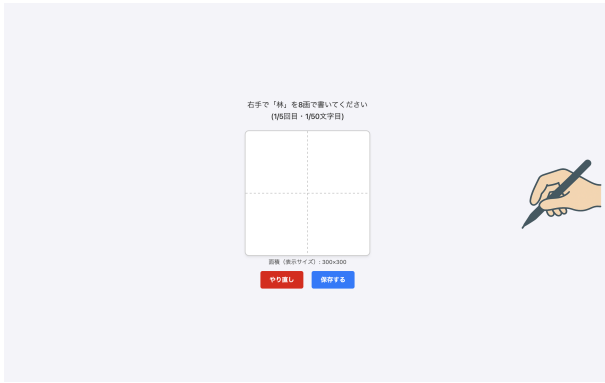 右手で「林」を8画で書いてください
(1/5回目・1/50文字目)
面積（表示サイズ）: 300×300
やり直し
保存する